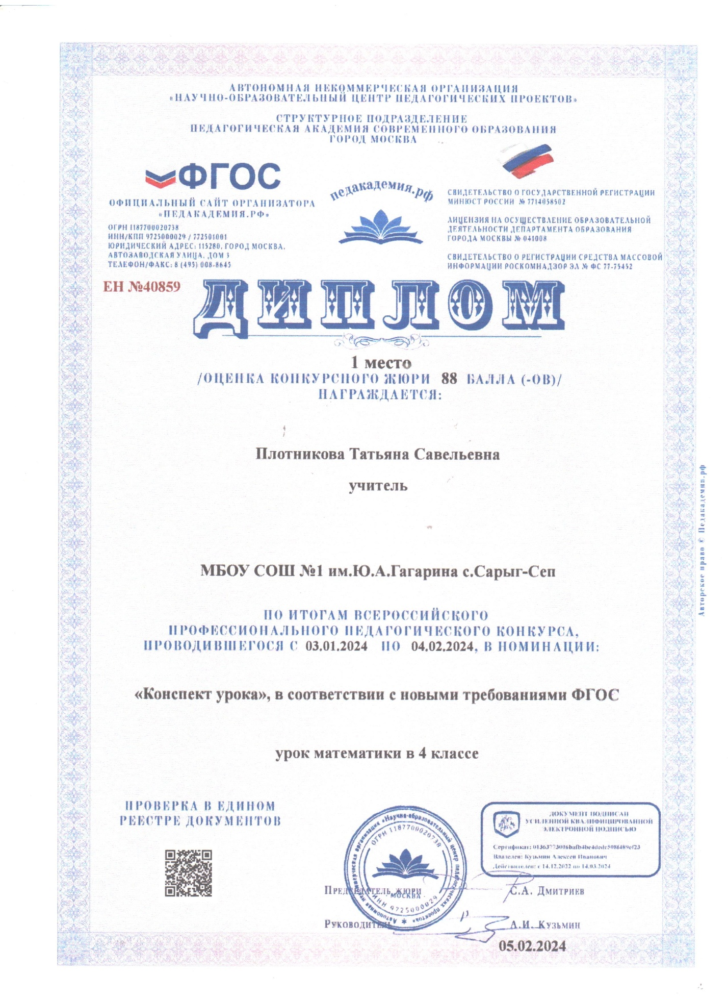 АВТОНОМНАЯ НЕКОММЕРЧЕСКАЯ ОРГАНИЗАЦИЯ
«НАУЧНО-ОБРАЗОВАТЕЛЬНЫЙ ЦЕНТР ПЕДАГОГИЧЕСКИХ ПРОЕКТОВ»
СТРУКТУРНОЕ ПОДРАЗДЕЛЕНИЕ
ПЕДАГОГИЧЕСКАЯ АКАДЕМИЯ СОВРЕМЕННОГО ОБРАЗОВАНИЯ
ГОРОД МОСКВА
ФГОС
ОФИЦИАЛЬНЫЙ САЙТ ОРГАНИЗАТОРА
«ПЕДАКАДЕМИЯ.РФ»
ОГРН 1187700020738
ИНН/КПП 9725000029 / 772501001
ЮРИДИЧЕСКИЙ АДРЕС: 115280, ГОРОД МОСКВА,
АВТОЗАВОДСКАЯ УЛИЦА, ДОМ 3
ТЕЛЕФОН/ФАКС: 8 (495) 008-8645
педакадемия.рф
СВИДЕТЕЛЬСТВО О ГОСУДАРСТВЕННОЙ РЕГИСТРАЦИИ
МИНЮСТ РОССИИ № 7714058502
ЛИЦЕНЗИЯ НА ОСУЩЕСТВЛЕНИЕ ОБРАЗОВАТЕЛЬНОЙ
ДЕЯТЕЛЬНОСТИ ДЕПАРТАМЕНТА ОБРАЗОВАНИЯ
ГОРОДА МОСКВЫ № 041008
СВИДЕТЕЛЬСТВО О РЕГИСТРАЦИИ СРЕДСТВА МАССОВОЙ
ИНФОРМАЦИИ РОСКОМНАДЗОР ЭЛ № ФС 77-75452
ЕН №40859
ДИПЛОМ
1 место
/ОЦЕНКА КОНКУРСНОГО ЖЮРИ 88 БАЛЛА (-ОВ)/
НАГРАЖДАЕТСЯ:
Плотникова Татьяна Савельевна
учитель
МБОУ СОШ №1 им.Ю.А.Гагарина с.Сарыг-Сеп
ПО ИТОГАМ ВСЕРОССИЙСКОГО
ПРОФЕССИОНАЛЬНОГО ПЕДАГОГИЧЕСКОГО КОНКУРСА,
ПРОВОДИВШЕГОСЯ С 03.01.2024 ПО 04.02.2024, В НОМИНАЦИИ:
«Конспект урока», в соответствии с новыми требованиями ФГОС
урок математики в 4 классе
ПРОВЕРКА В ЕДИНОМ
РЕЕСТРЕ ДОКУМЕНТОВ
Автономная некоммерческая организация «Научно-образовательный центр педагогических проектов»
ОГРН 1187700020738
МОСКВА
ИНН 9725000029
ДОКУМЕНТ ПОДПИСАН
УСИЛЕННОЙ КВАЛИФИЦИРОВАННОЙ
ЭЛЕКТРОННОЙ ПОДПИСЬЮ
Сертификат:
Владелец: Кузьмин Алексей Иванович
Действителен: с 14.12.2022 по 14.03.2024
Председатель жюри С.А. Дмитриев
Руководитель А.И. Кузьмин
05.02.2024
Авторское право © Педакадемия.рф